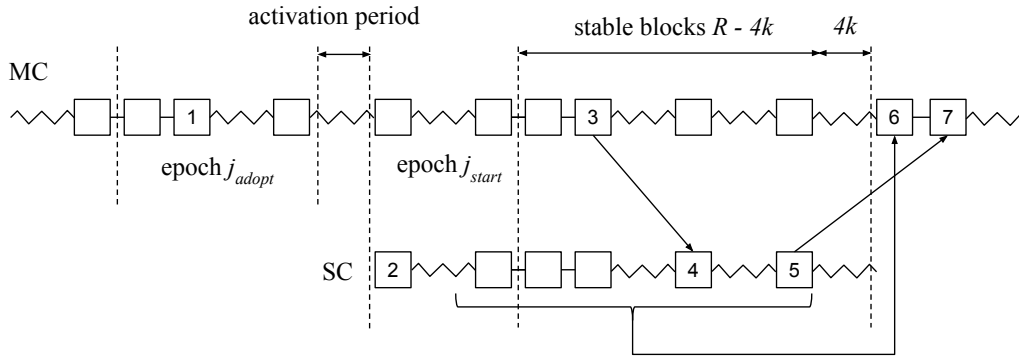 activation period
stable blocks R - 4k
4k
MC
1
3
6
7
epoch j_adopt
epoch j_start
SC
2
4
5